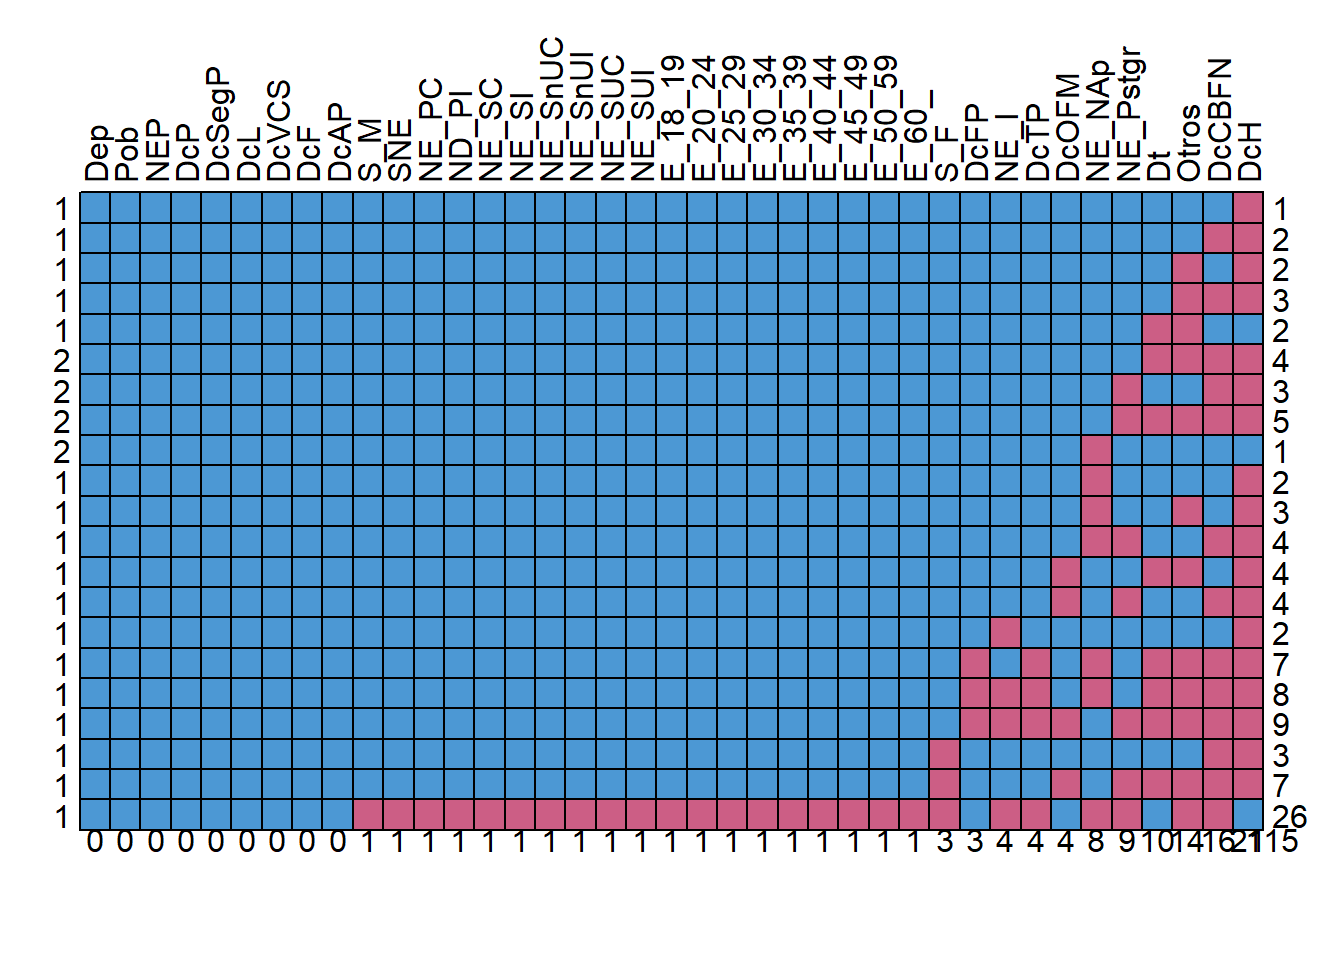 Dep
Pob
NEP
DcP
DcSegP
DcL
DcVCS
DcF
DcAP
S_M
S_NE
NE_PC
ND_PI
NE_SC
NE_SI
NE_SnUC
NE_SnUI
NE_SUC
NE_SUI
E_18_19
E_20_24
E_25_29
E_30_34
E_35_39
E_40_44
E_45_49
E_50_59
E_60_
S_F
DcFP
NE_I
DcTP
DcOFM
NE_NAp
NE_Pstgr
Dt
Otros
DcCBFN
DcH
1 1
1 2
1 2
1 3
1 2
2 4
2 3
2 5
2 1
1 2
1 3
1 4
1 4
1 4
1 2
1 7
1 8
1 9
1 3
1 7
1 26
0 0 0 0 0 0 0 0 0 1 1 1 1 1 1 1 1 1 1 1 1 1 1 1 1 1 1 1 3 3 4 4 4 8 9 10 14 16 21 115